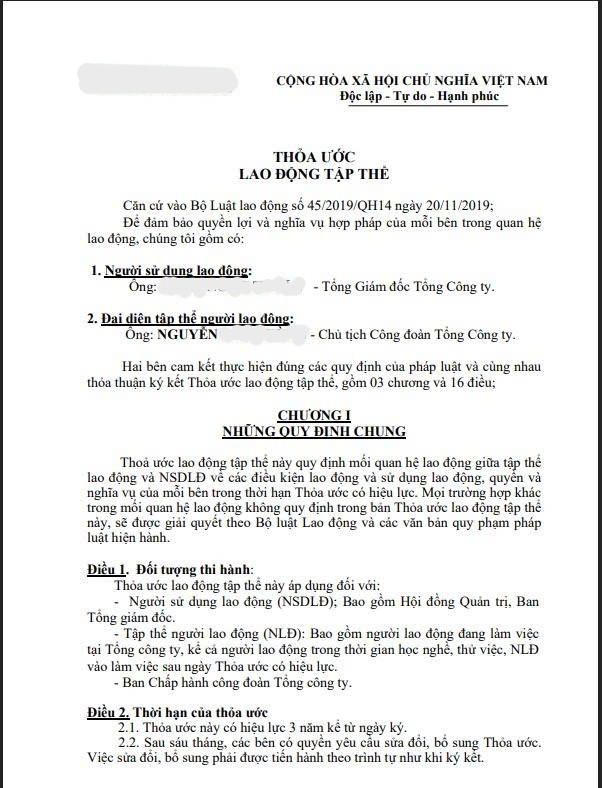 CỘNG HÒA XÃ HỘI CHỦ NGHĨA VIỆT NAM
Độc lập - Tự do - Hạnh phúc
THỎA ƯỚC
LAO ĐỘNG TẬP THỂ
Căn cứ vào Bộ Luật lao động số 45/2019/QH14 ngày 20/11/2019;
Để đảm bảo quyền lợi và nghĩa vụ hợp pháp của mỗi bên trong quan hệ
lao động, chúng tôi gồm có:
1. Người sử dụng lao động:
Ông: - Tổng Giám đốc Tổng Công ty.
2. Đại diện tập thể người lao động:
Ông: NGUYỄN - Chủ tịch Công đoàn Tổng Công ty.
Hai bên cam kết thực hiện đúng các quy định của pháp luật và cùng nhau
thỏa thuận ký kết Thỏa ước lao động tập thể, gồm 03 chương và 16 điều;
CHƯƠNG I
NHỮNG QUY ĐỊNH CHUNG
Thoả ước lao động tập thể này quy định mối quan hệ lao động giữa tập thể
lao động và NSDLĐ về các điều kiện lao động và sử dụng lao động, quyền và
nghĩa vụ của mỗi bên trong thời hạn Thỏa ước có hiệu lực. Mọi trường hợp khác
trong mối quan hệ lao động không quy định trong bản Thỏa ước lao động tập thể
này, sẽ được giải quyết theo Bộ luật Lao động và các văn bản quy phạm pháp
luật hiện hành.
Điều 1. Đối tượng thi hành:
Thỏa ước lao động tập thể này áp dụng đối với:
- Người sử dụng lao động (NSDLĐ); Bao gồm Hội đồng Quản trị, Ban
Tổng giám đốc.
- Tập thể người lao động (NLĐ): Bao gồm người lao động đang làm việc
tại Tổng công ty, kể cả người lao động trong thời gian học nghề, thử việc, NLĐ
vào làm việc sau ngày Thỏa ước có hiệu lực.
- Ban Chấp hành công đoàn Tổng công ty.
Điều 2. Thời hạn của thỏa ước
2.1. Thỏa ước này có hiệu lực 3 năm kể từ ngày ký.
2.2. Sau sáu tháng, các bên có quyền yêu cầu sửa đổi, bổ sung Thỏa ước.
Việc sửa đổi, bổ sung phải được tiến hành theo trình tự như khi ký kết.